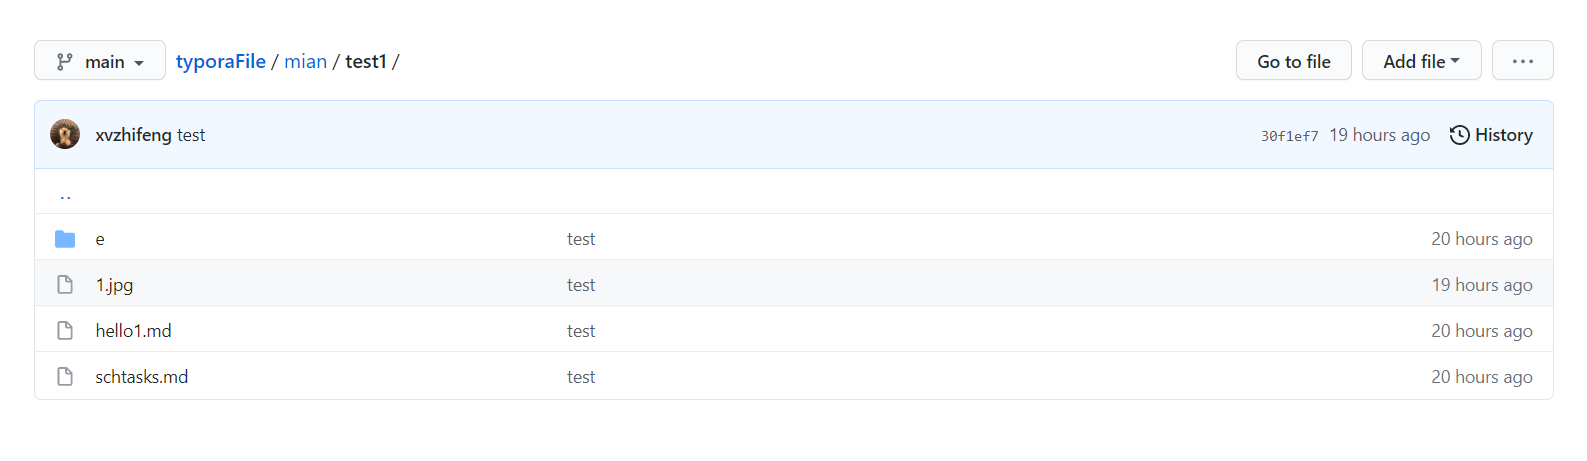 main typoraFile / mian / test1 / Go to file Add file ...
xvzhifeng test 30f1ef7 19 hours ago History
..
e test 20 hours ago
1.jpg test 19 hours ago
hello1.md test 20 hours ago
schtasks.md test 20 hours ago